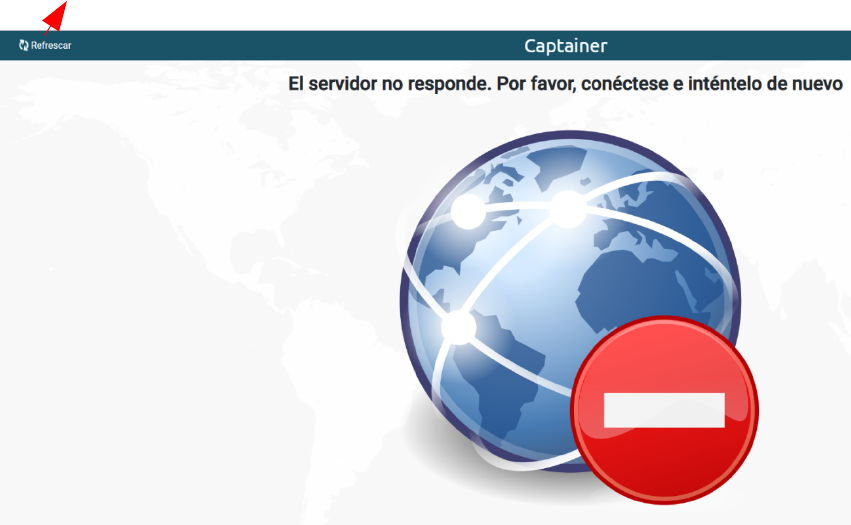 Refrescar
Captainer
El servidor no responde. Por favor, conéctese e inténtelo de nuevo